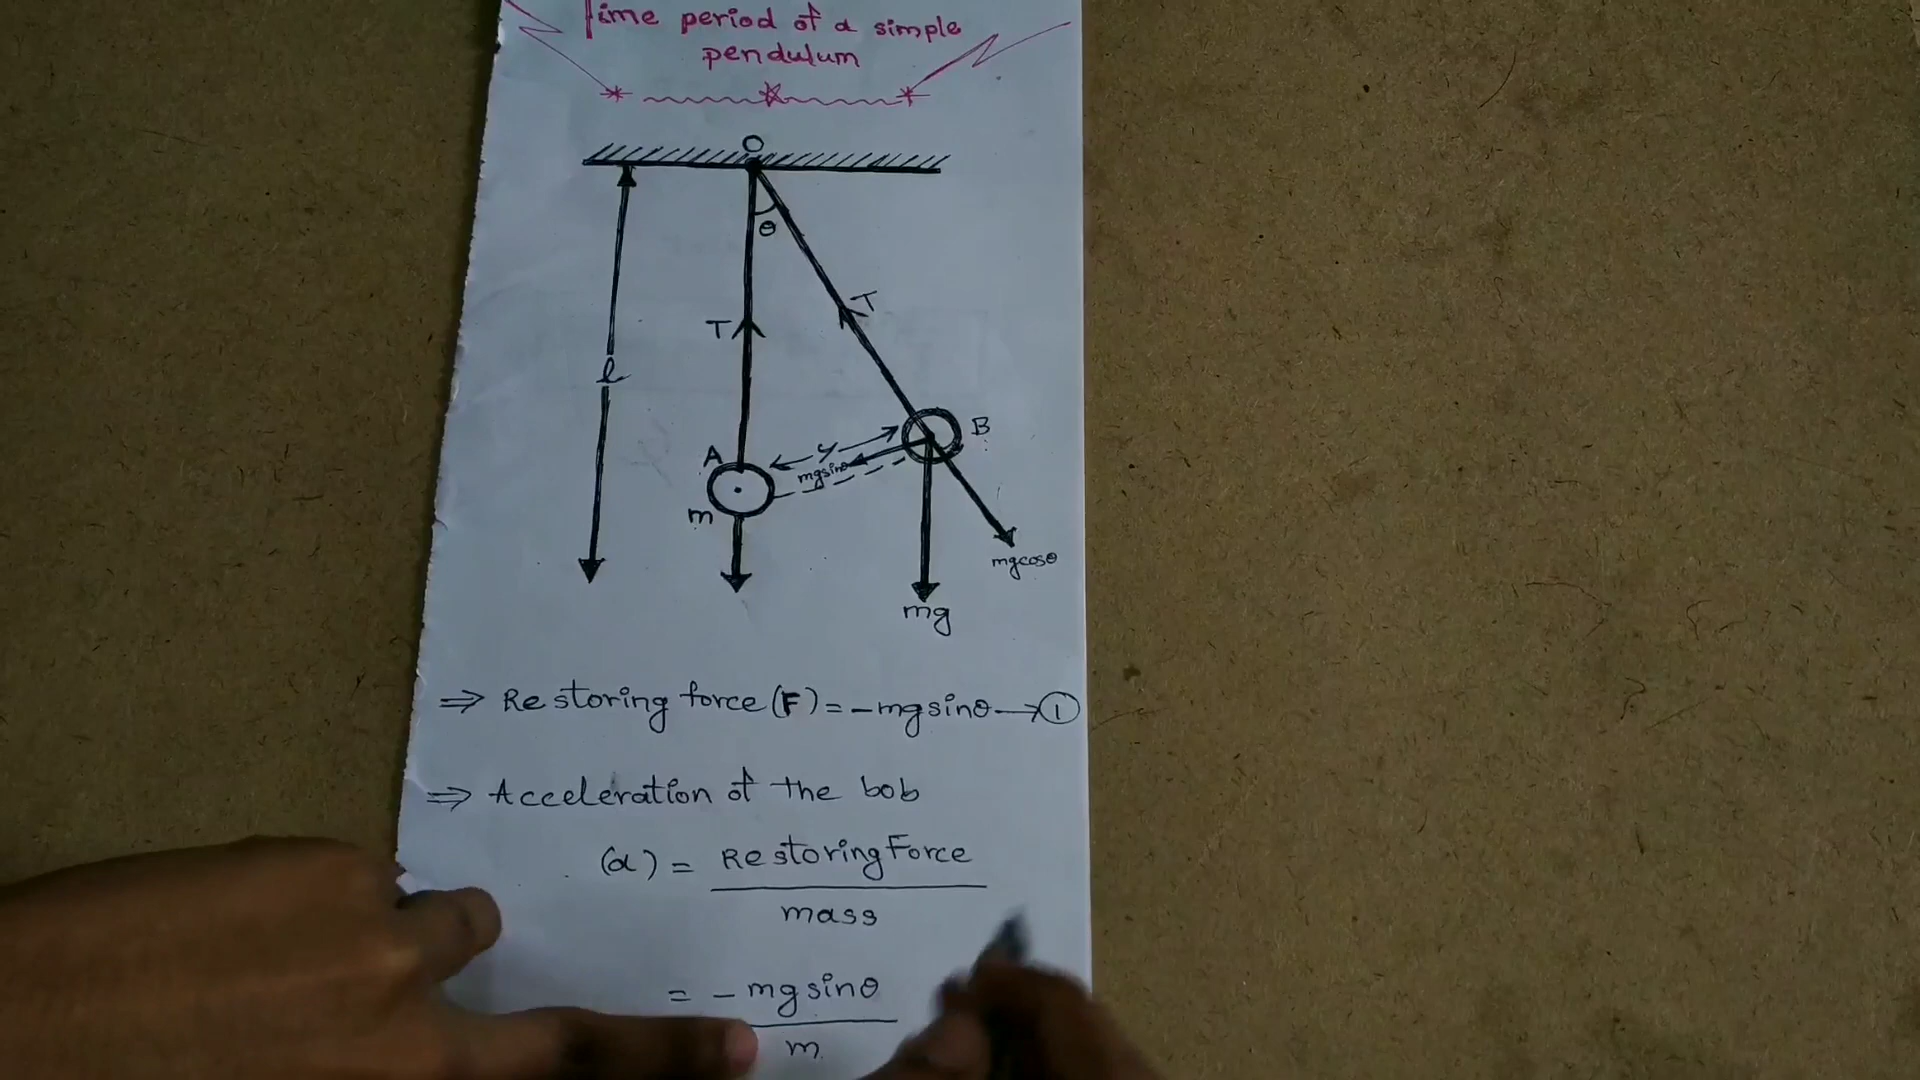 Time period of a simple
pendulum
O
θ
T
T
l
A
B
y
mgsinθ
m
mgcosθ
mg
⇒ Restoring force (F) = -mgsinθ → ①
⇒ Acceleration of the bob
(a) = Restoring Force
mass
= - mg sinθ
m